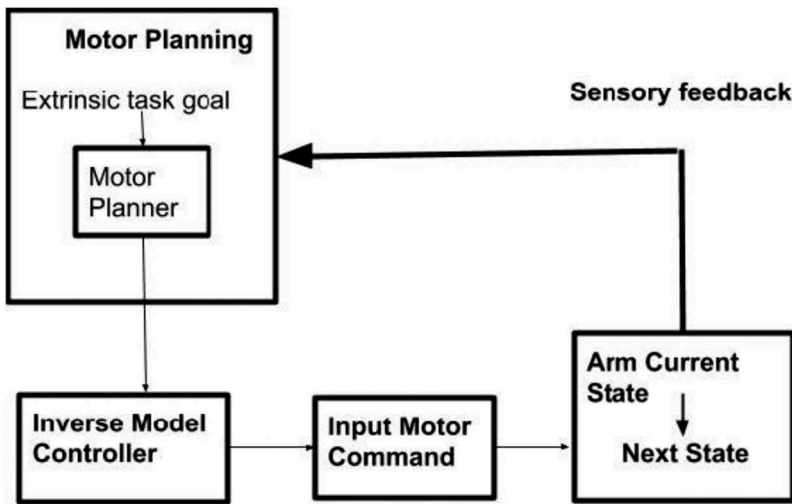 Motor Planning
Extrinsic task goal
Motor
Planner
Sensory feedback
Inverse Model
Controller
Input Motor
Command
Arm Current
State
Next State